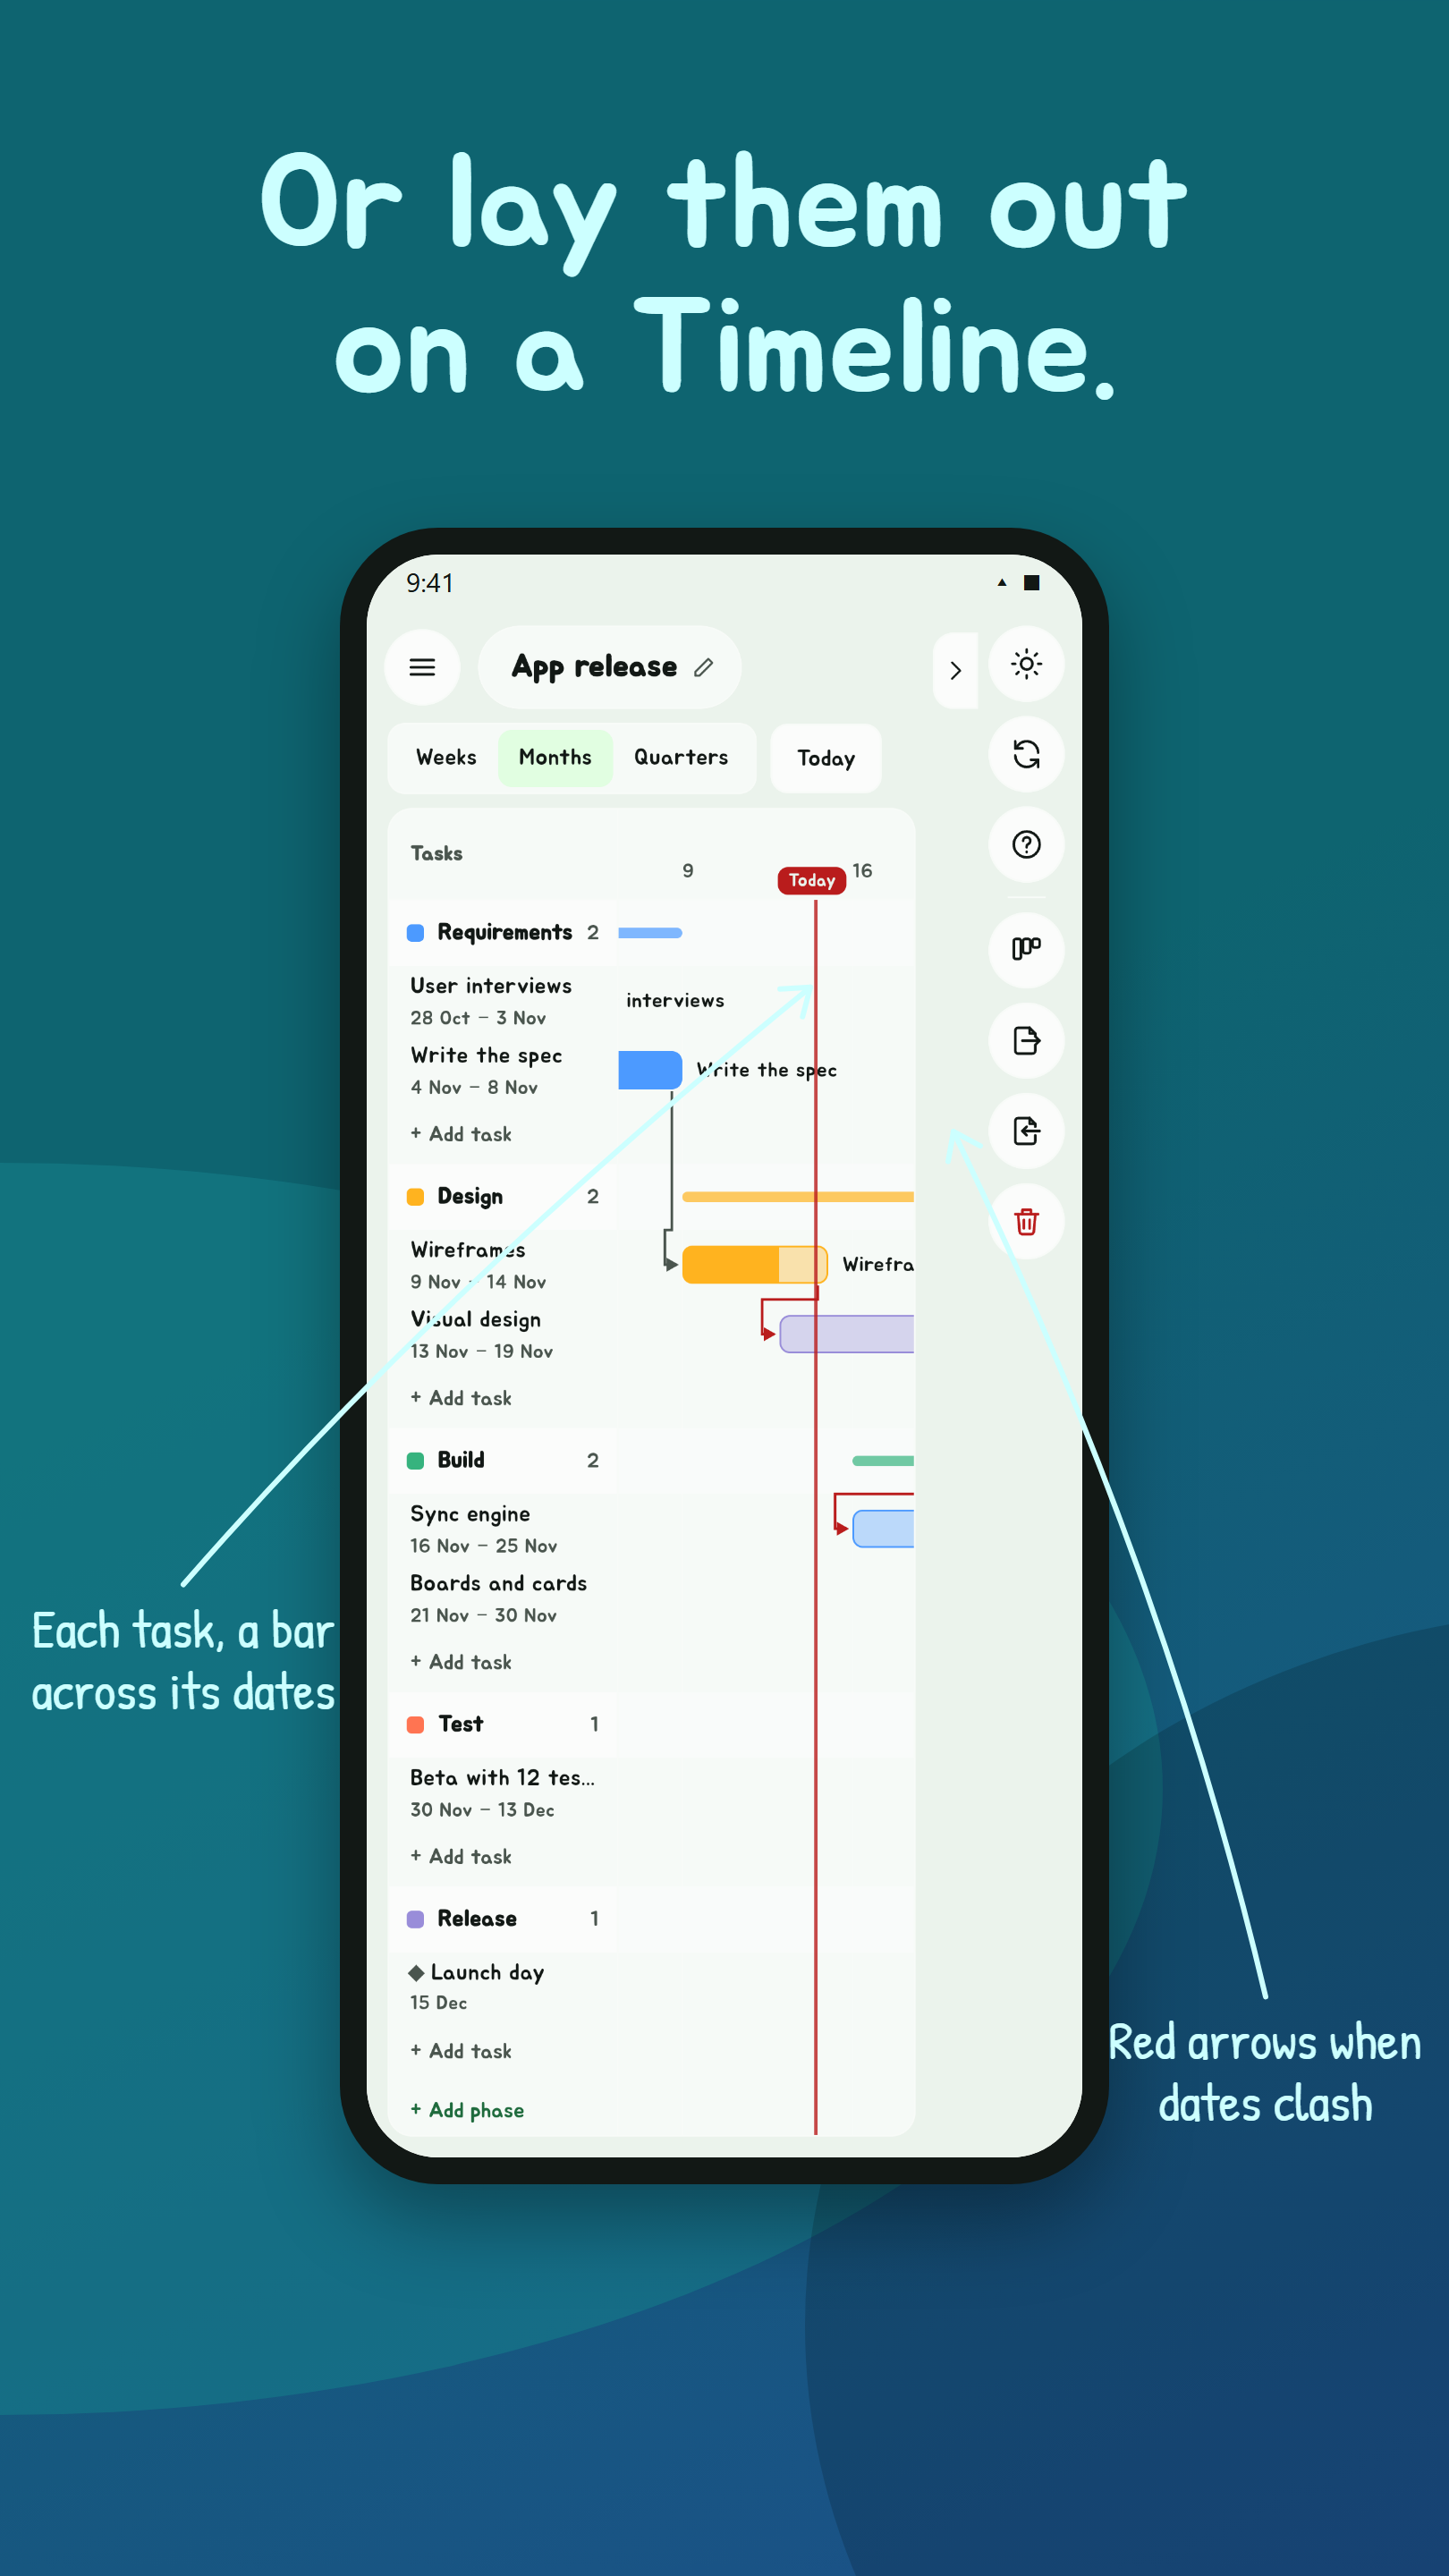 Or lay them out
on a Timeline.
9:41
App release
Weeks Months Quarters Today
Tasks
9 Today 16
Requirements 2
User interviews
28 Oct – 3 Nov
interviews
Write the spec
4 Nov – 8 Nov
Write the spec
+ Add task
Design 2
Wireframes
9 Nov – 14 Nov
Wirefra
Visual design
13 Nov – 19 Nov
+ Add task
Build 2
Sync engine
16 Nov – 25 Nov
Boards and cards
21 Nov – 30 Nov
+ Add task
Test 1
Beta with 12 tes...
30 Nov – 13 Dec
+ Add task
Release 1
Launch day
15 Dec
+ Add task
+ Add phase
Each task, a bar
across its dates
Red arrows when
dates clash